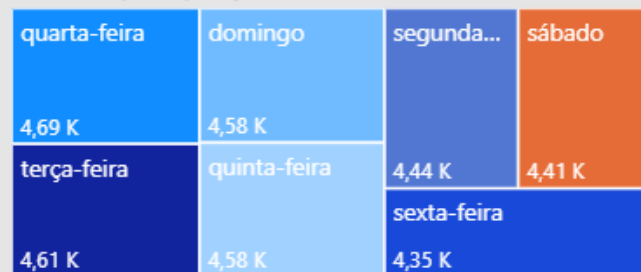 quarta-feira
4,69 K
terça-feira
4,61 K
domingo
4,58 K
quinta-feira
4,58 K
segunda...
4,44 K
sábado
4,41 K
sexta-feira
4,35 K